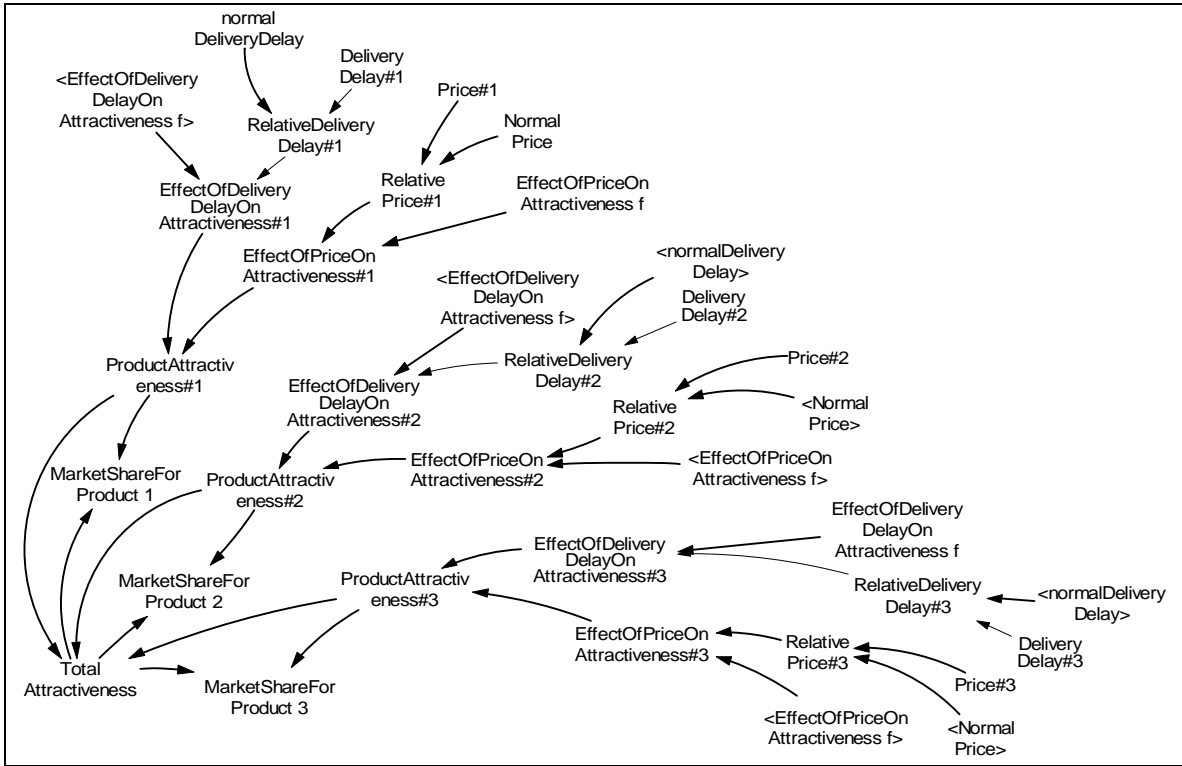 normal
DeliveryDelay
Delivery
Delay#1
<EffectOfDelivery
DelayOn
Attractiveness f>
Price#1
RelativeDelivery
Delay#1
Normal
Price
EffectOfDelivery
DelayOn
Attractiveness#1
Relative
Price#1
EffectOfPriceOn
Attractiveness f
EffectOfPriceOn
Attractiveness#1
<normalDelivery
Delay>
<EffectOfDelivery
DelayOn
Attractiveness f>
Delivery
Delay#2
ProductAttractiv
eness#1
RelativeDelivery
Delay#2
Price#2
EffectOfDelivery
DelayOn
Attractiveness#2
Relative
Price#2
<Normal
Price>
MarketShareFor
Product 1
ProductAttractiv
eness#2
EffectOfPriceOn
Attractiveness#2
<EffectOfPriceOn
Attractiveness f>
EffectOfDelivery
DelayOn
Attractiveness f
EffectOfDelivery
DelayOn
Attractiveness#3
MarketShareFor
Product 2
ProductAttractiv
eness#3
RelativeDelivery
Delay#3
<normalDelivery
Delay>
EffectOfPriceOn
Attractiveness#3
Relative
Price#3
Delivery
Delay#3
Total
Attractiveness
MarketShareFor
Product 3
Price#3
<EffectOfPriceOn
Attractiveness f>
<Normal
Price>